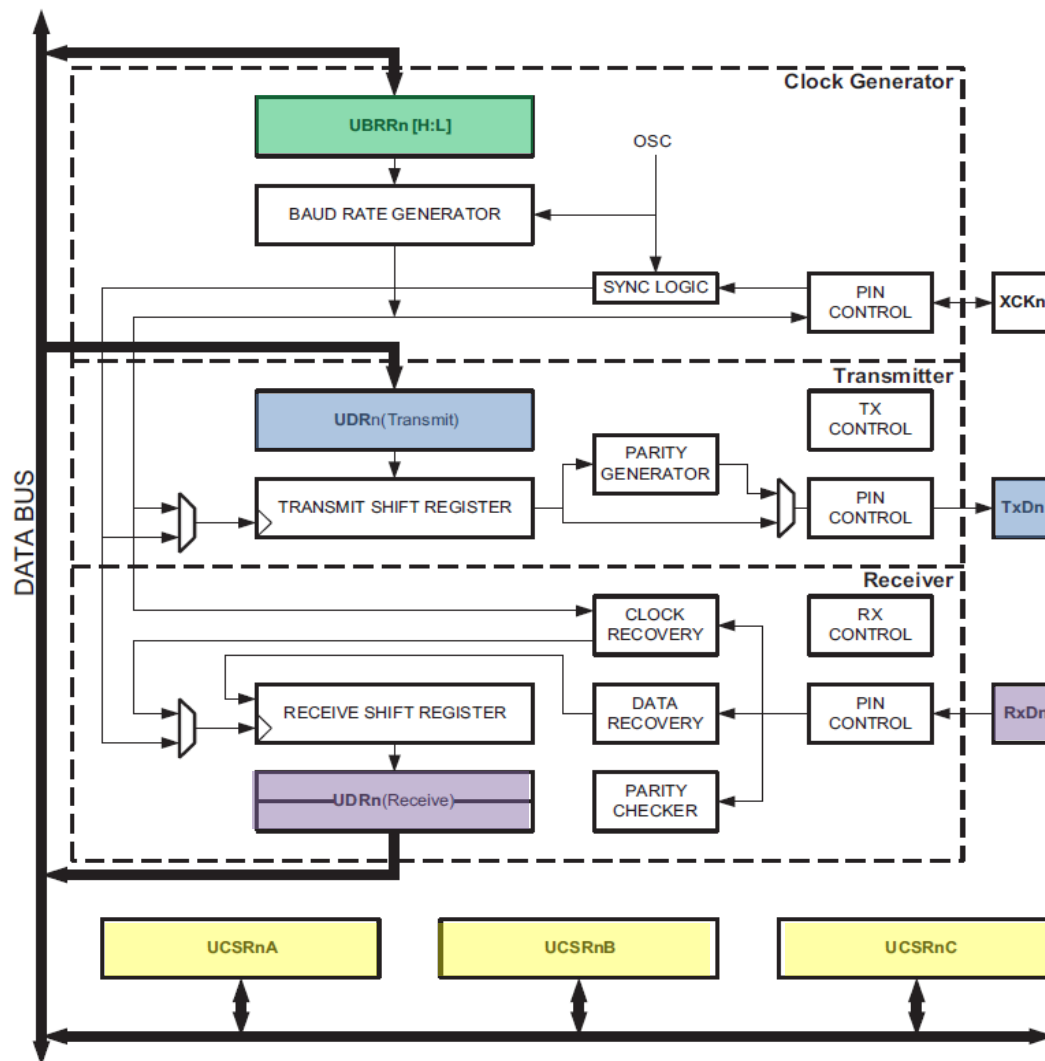 Clock Generator
UBRRn [H:L]
OSC
BAUD RATE GENERATOR
SYNC LOGIC
PIN
CONTROL
XCKn
Transmitter
UDRn(Transmit)
TX
CONTROL
PARITY
GENERATOR
TRANSMIT SHIFT REGISTER
PIN
CONTROL
TxDn
DATA BUS
Receiver
CLOCK
RECOVERY
RX
CONTROL
RECEIVE SHIFT REGISTER
DATA
RECOVERY
PIN
CONTROL
RxDn
UDRn(Receive)
PARITY
CHECKER
UCSRnA
UCSRnB
UCSRnC